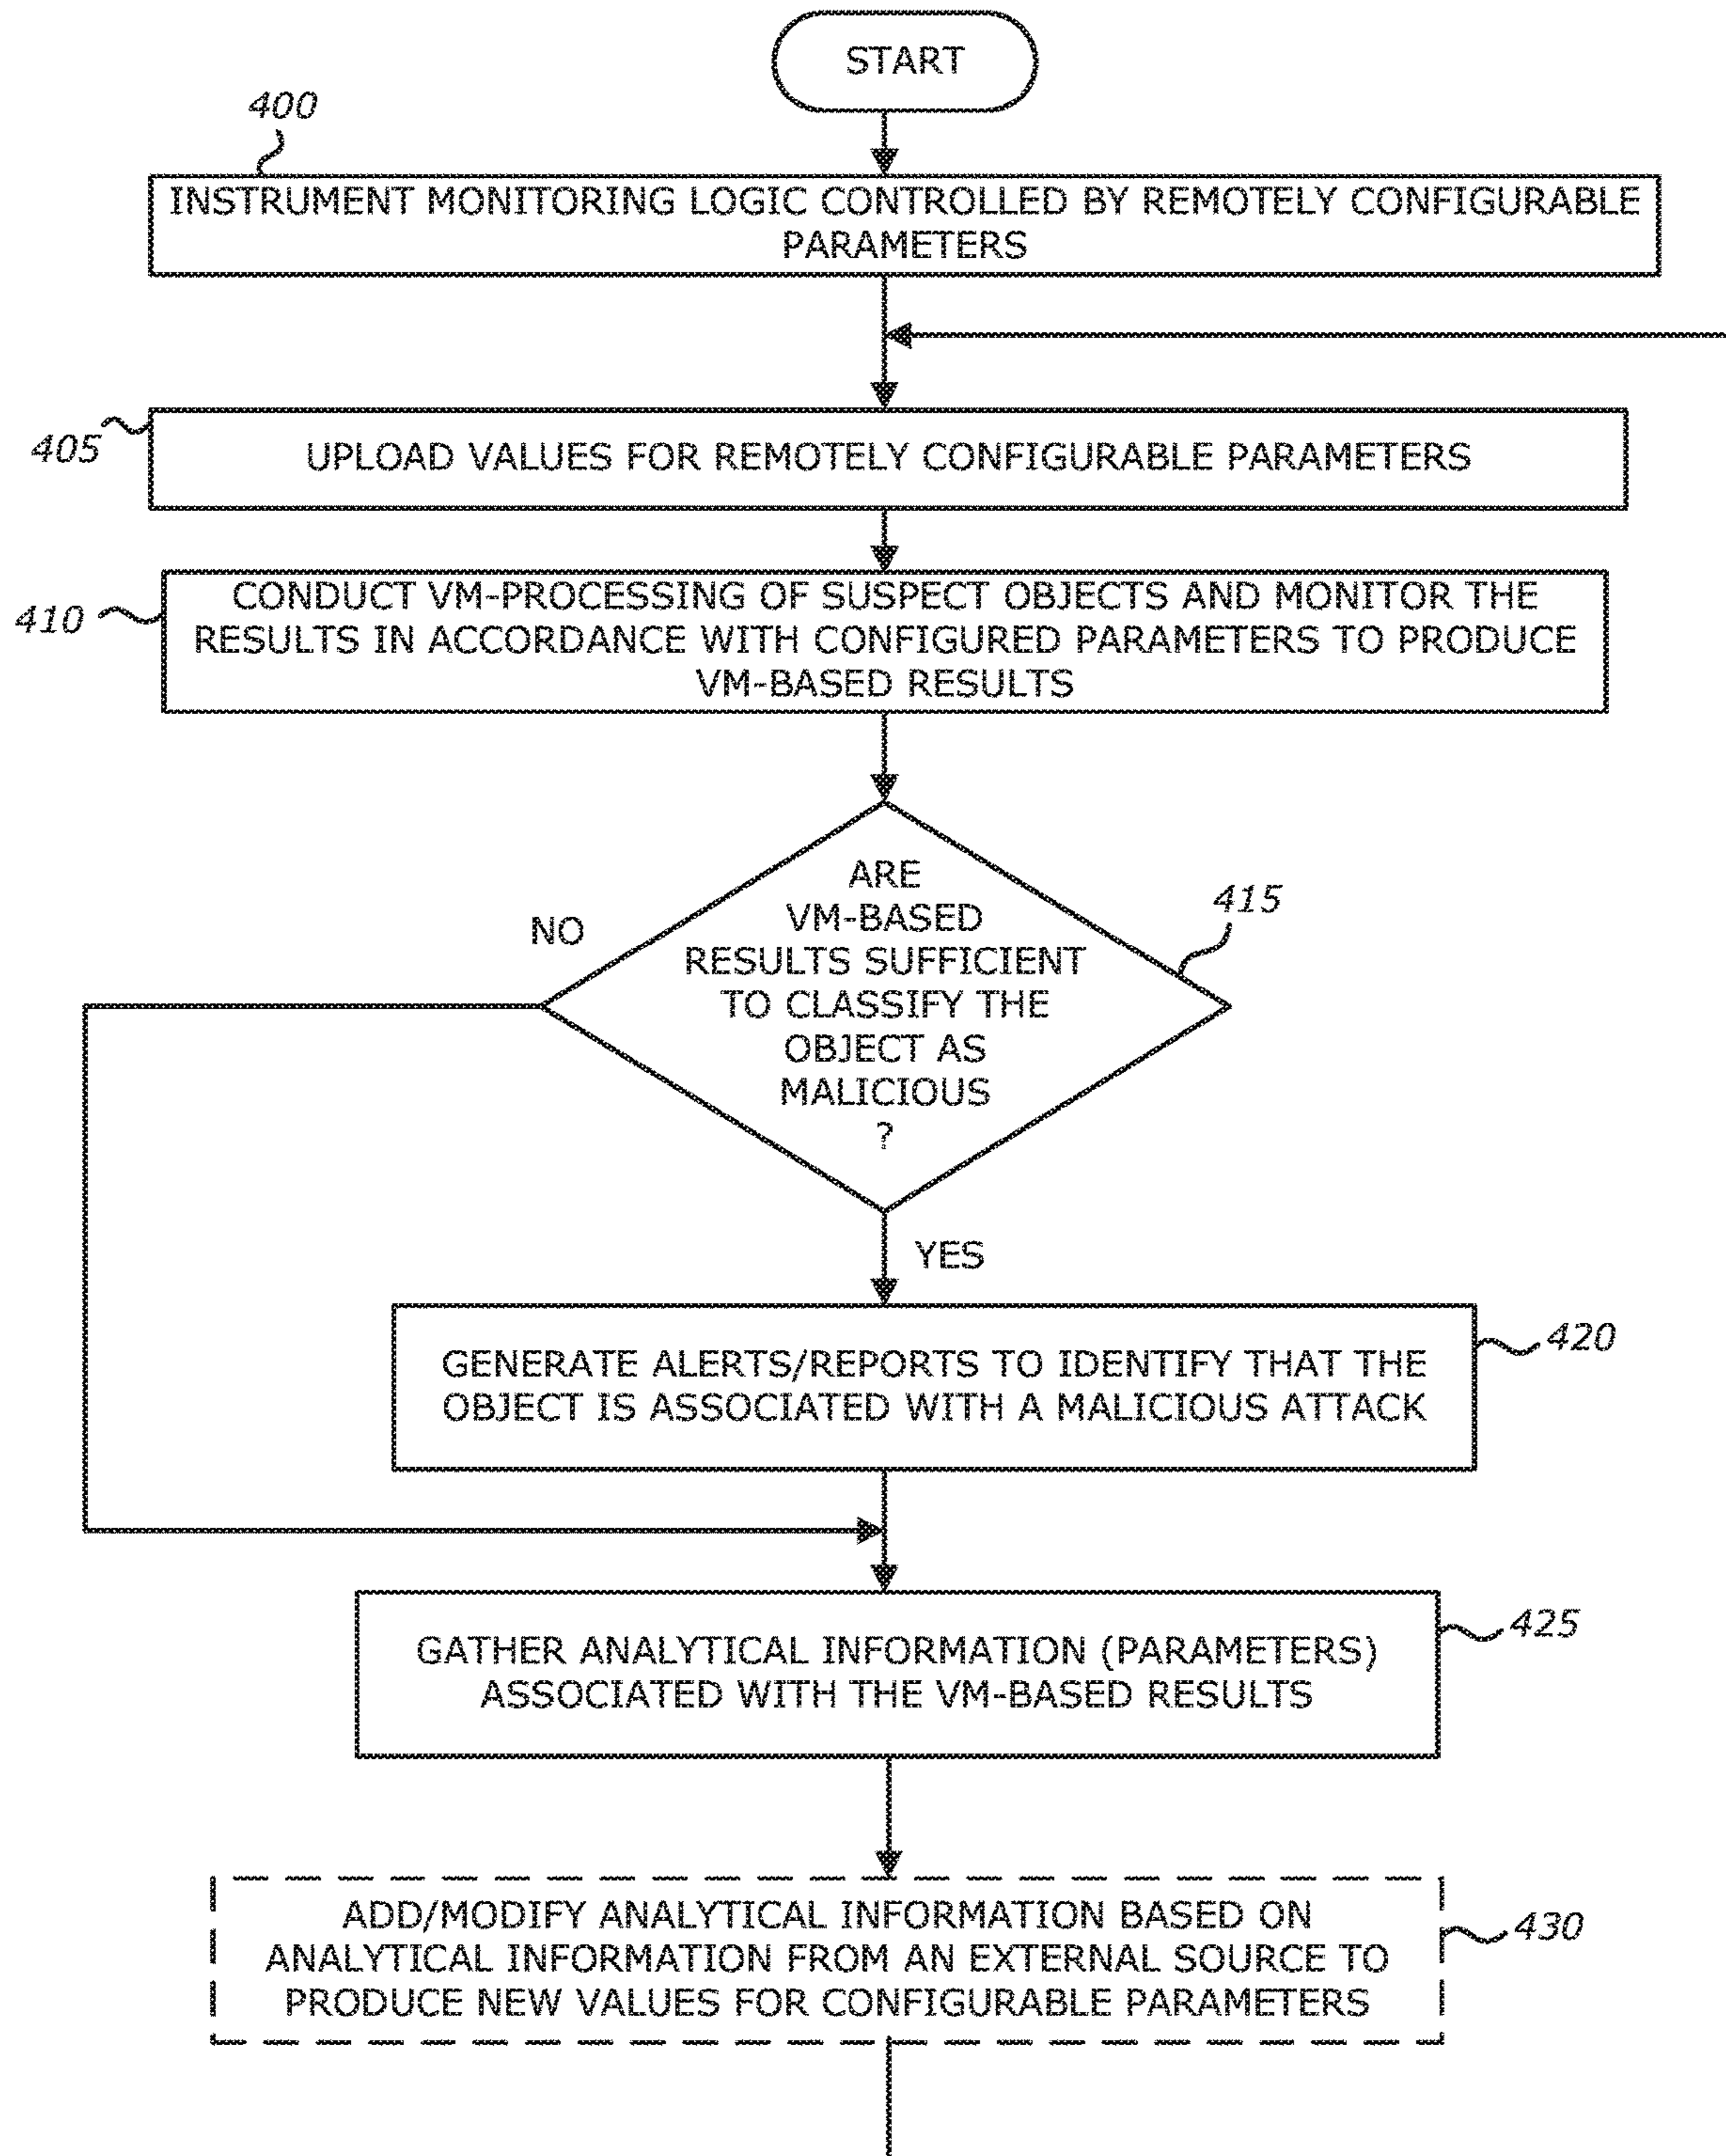 START
400
INSTRUMENT MONITORING LOGIC CONTROLLED BY REMOTELY CONFIGURABLE
PARAMETERS
405
UPLOAD VALUES FOR REMOTELY CONFIGURABLE PARAMETERS
410
CONDUCT VM-PROCESSING OF SUSPECT OBJECTS AND MONITOR THE
RESULTS IN ACCORDANCE WITH CONFIGURED PARAMETERS TO PRODUCE
VM-BASED RESULTS
ARE
VM-BASED
RESULTS SUFFICIENT
TO CLASSIFY THE
OBJECT AS
MALICIOUS
?
415
NO
YES
GENERATE ALERTS/REPORTS TO IDENTIFY THAT THE
OBJECT IS ASSOCIATED WITH A MALICIOUS ATTACK
420
GATHER ANALYTICAL INFORMATION (PARAMETERS)
ASSOCIATED WITH THE VM-BASED RESULTS
425
ADD/MODIFY ANALYTICAL INFORMATION BASED ON
ANALYTICAL INFORMATION FROM AN EXTERNAL SOURCE TO
PRODUCE NEW VALUES FOR CONFIGURABLE PARAMETERS
430